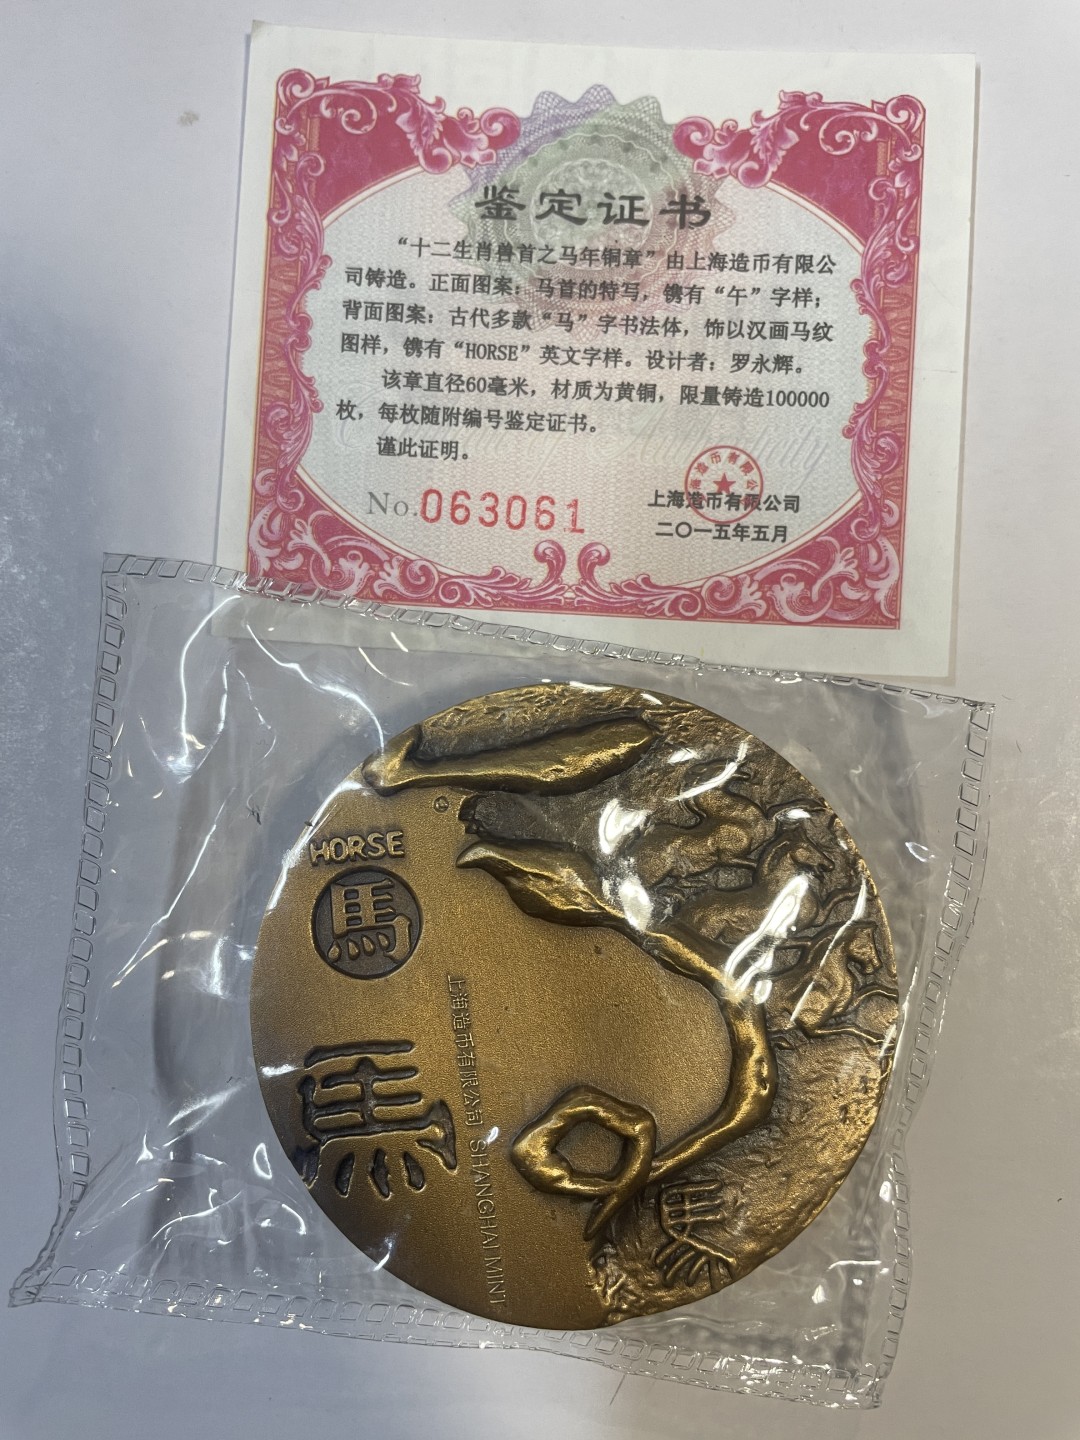 鉴定证书
“十二生肖兽首之马年铜章”由上海造币有限公
司铸造。正面图案：马首的特写，镌有“午”字样；
背面图案：古代多款“马”字书法体，饰以汉画马纹
图样，镌有“HORSE”英文字样。设计者：罗永辉。
该章直径60毫米，材质为黄铜，限量铸造100000
枚，每枚随附编号鉴定证书。
谨此证明。
No.063061
上海造币有限公司
二〇一五年五月
HORSE
馬
上海造币有限公司 SHANGHAI MINT